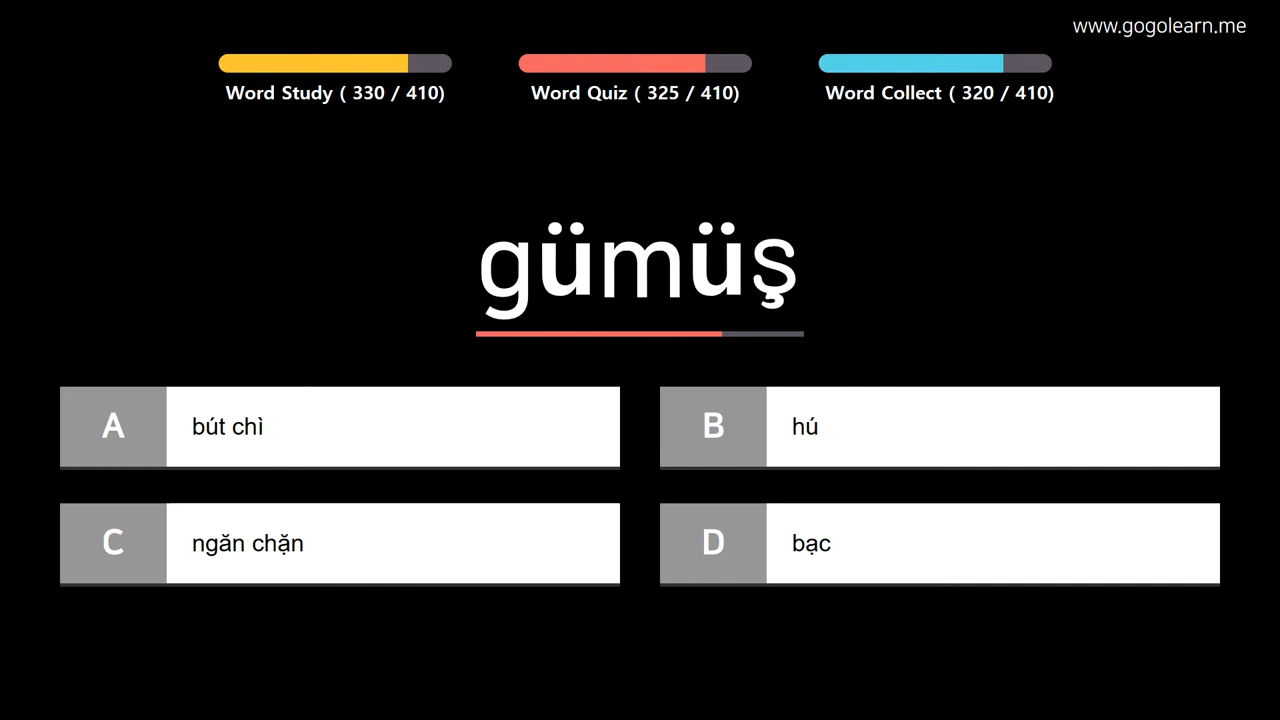 www.gogolearn.me
Word Study ( 330 / 410)
Word Quiz ( 325 / 410)
Word Collect ( 320 / 410)
gümüş
A
bút chì
B
hú
C
ngăn chặn
D
bạc